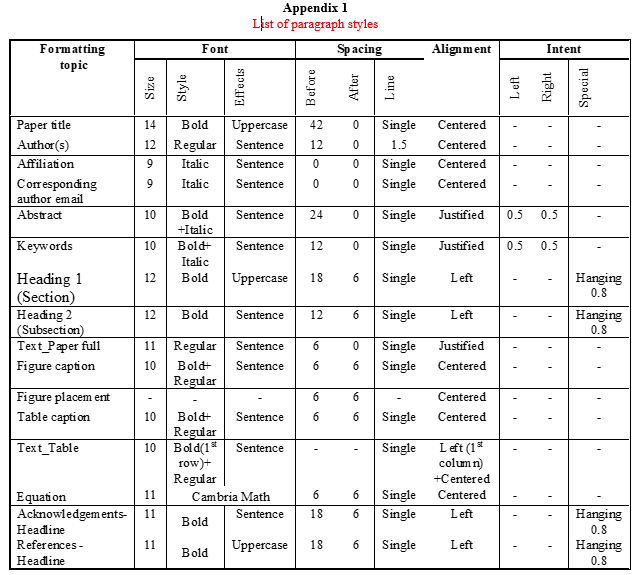 Appendix 1
List of paragraph styles
Formatting topic Font Spacing Alignment Intent
Size Style Effects Before After Line Left Right Special
Paper title 14 Bold Uppercase 42 0 Single Centered - - -
Author(s) 12 Regular Sentence 12 0 1.5 Centered - - -
Affiliation 9 Italic Sentence 0 0 Single Centered - - -
Corresponding author email 9 Italic Sentence 0 0 Single Centered - - -
Abstract 10 Bold +Italic Sentence 24 0 Single Justified 0.5 0.5 -
Keywords 10 Bold+ Italic Sentence 12 0 Single Justified 0.5 0.5 -
Heading 1 (Section) 12 Bold Uppercase 18 6 Single Left - - Hanging 0.8
Heading 2 (Subsection) 12 Bold Sentence 12 6 Single Left - - Hanging 0.8
Text_Paper full 11 Regular Sentence 6 0 Single Justified - - -
Figure caption 10 Bold+ Regular Sentence 6 6 Single Centered - - -
Figure placement - - - 6 6 - Centered - - -
Table caption 10 Bold+ Regular Sentence 6 6 Single Centered - - -
Text_Table 10 Bold(1st row)+ Regular Sentence - - Single Left (1st column) +Centered - - -
Equation 11 Cambria Math 6 6 Single Centered - - -
Acknowledgements- Headline 11 Bold Sentence 18 6 Single Left - - Hanging 0.8
References - Headline 11 Bold Uppercase 18 6 Single Left - - Hanging 0.8